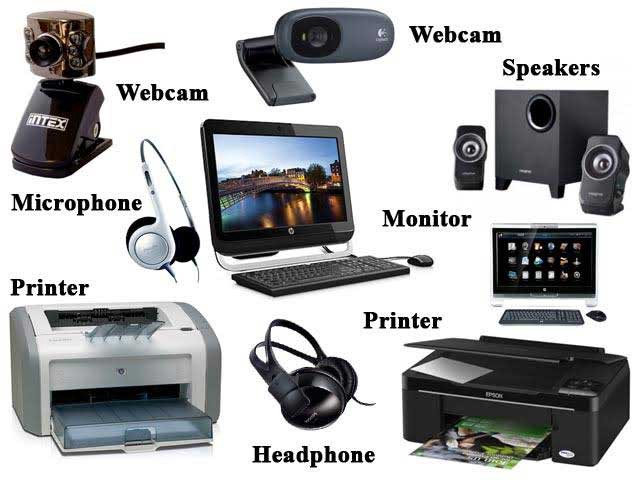 Webcam
Webcam
Speakers
INTEX
Microphone
Monitor
Printer
Printer
EPSON
Headphone